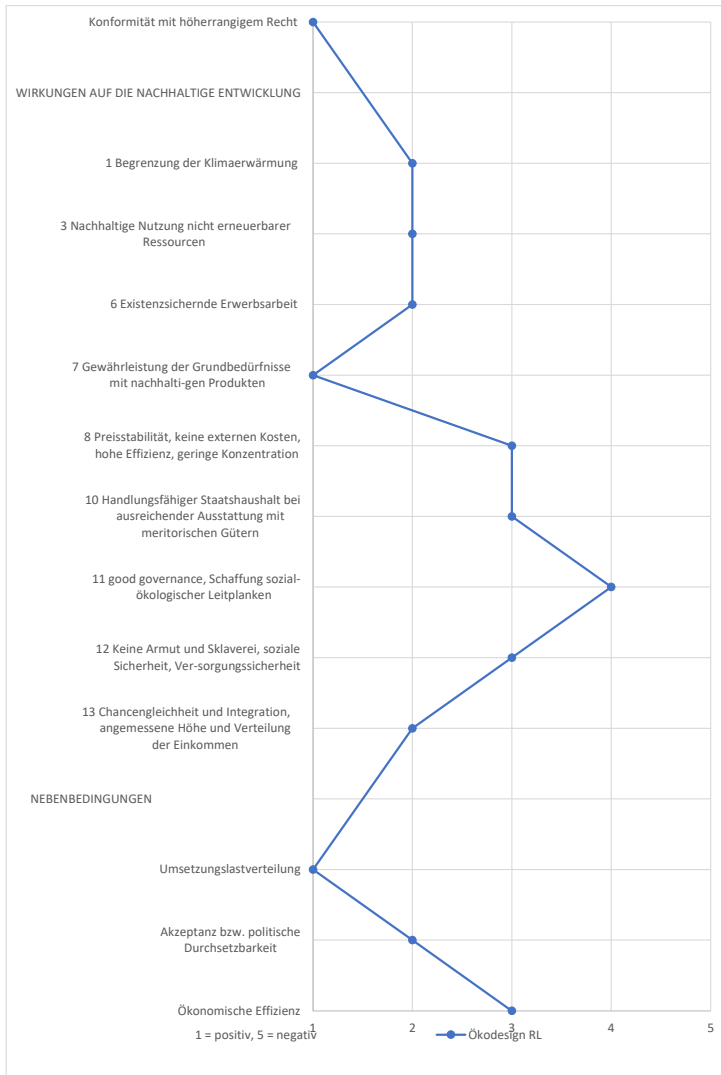 Konformität mit höherrangigem Recht
WIRKUNGEN AUF DIE NACHHALTIGE ENTWICKLUNG
1 Begrenzung der Klimaerwärmung
3 Nachhaltige Nutzung nicht erneuerbarer
Ressourcen
6 Existenzsichernde Erwerbsarbeit
7 Gewährleistung der Grundbedürfnisse
mit nachhalti-gen Produkten
8 Preisstabilität, keine externen Kosten,
hohe Effizienz, geringe Konzentration
10 Handlungsfähiger Staatshaushalt bei
ausreichender Ausstattung mit
meritorischen Gütern
11 good governance, Schaffung sozial-
ökologischer Leitplanken
12 Keine Armut und Sklaverei, soziale
Sicherheit, Ver-sorgungssicherheit
13 Chancengleichheit und Integration,
angemessene Höhe und Verteilung
der Einkommen
NEBENBEDINGUNGEN
Umsetzungslastverteilung
Akzeptanz bzw. politische
Durchsetzbarkeit
Ökonomische Effizienz
1 2 3 4 5
1 = positiv, 5 = negativ
Ökodesign RL